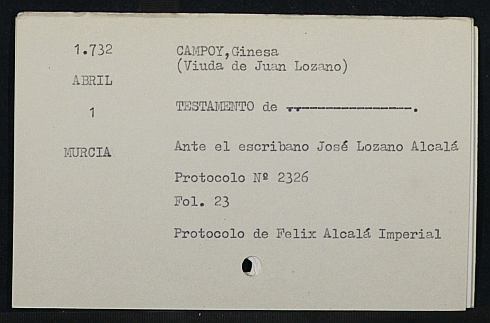 1.732
CAMPOY,Ginesa
(Viuda de Juan Lozano)
ABRIL
1
TESTAMENTO de ----------------.
MURCIA
Ante el escribano José Lozano Alcalá
Protocolo Nº 2326
Fol. 23
Protocolo de Felix Alcalá Imperial